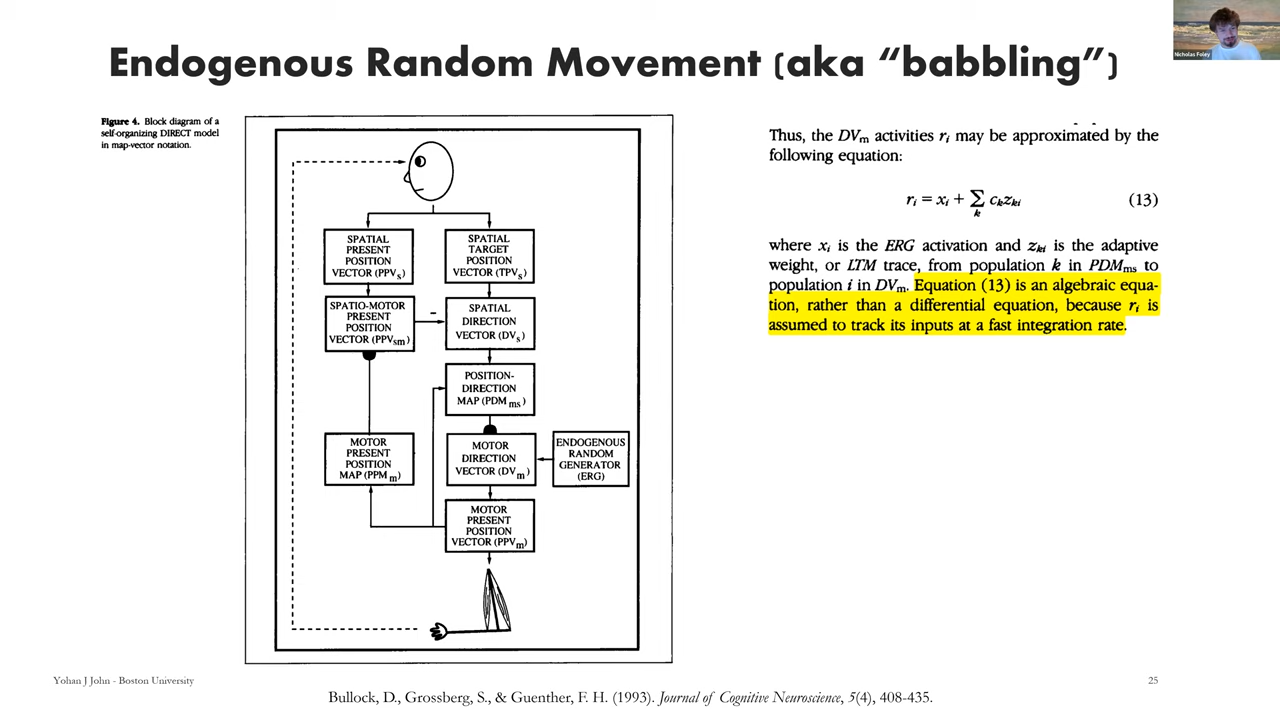 Endogenous Random Movement (aka “babbling”)
Nicholas Foley
Figure 4. Block diagram of a
self-organizing DIRECT model
in map-vector notation.
SPATIAL
PRESENT
POSITION
VECTOR (PPVs)
SPATIAL
TARGET
POSITION
VECTOR (TPVs)
SPATIO-MOTOR
PRESENT
POSITION
VECTOR (PPVsm)
–
SPATIAL
DIRECTION
VECTOR (DVs)
POSITION-
DIRECTION
MAP (PDMms)
MOTOR
PRESENT
POSITION
MAP (PPMm)
MOTOR
DIRECTION
VECTOR (DVm)
ENDOGENOUS
RANDOM
GENERATOR
(ERG)
MOTOR
PRESENT
POSITION
VECTOR (PPVm)
Thus, the DVm activities ri may be approximated by the
following equation:
ri = xi + ∑k ckzki (13)
where xi is the ERG activation and zki is the adaptive
weight, or LTM trace, from population k in PDMms to
population i in DVm. Equation (13) is an algebraic equa-
tion, rather than a differential equation, because ri is
assumed to track its inputs at a fast integration rate.
Yohan J John - Boston University
25
Bullock, D., Grossberg, S., & Guenther, F. H. (1993). Journal of Cognitive Neuroscience, 5(4), 408-435.